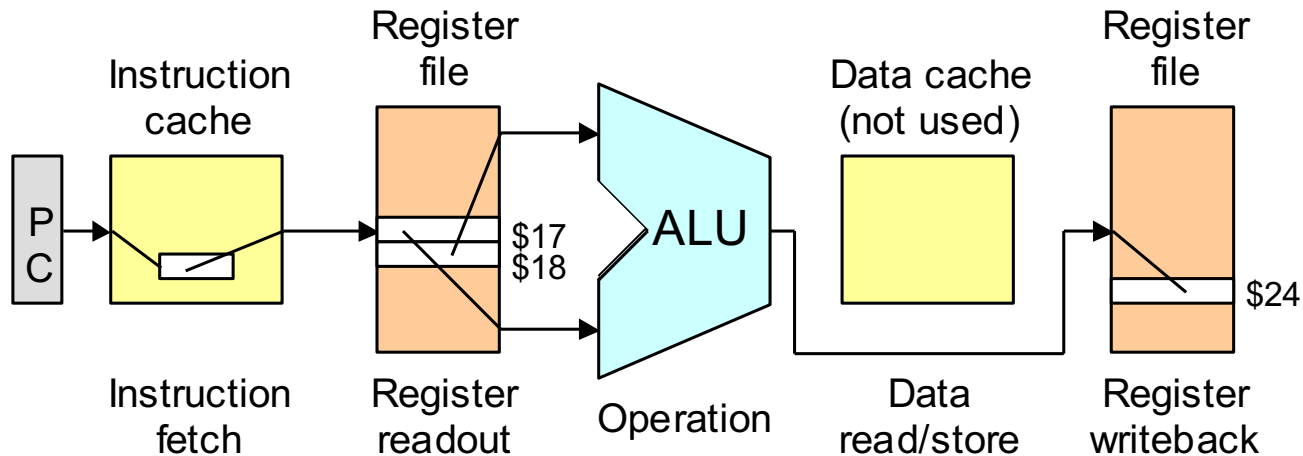 Register
file
Instruction
cache
Data cache
(not used)
Register
file
P
C
$17
$18
ALU
$24
Instruction
fetch
Register
readout
Operation
Data
read/store
Register
writeback